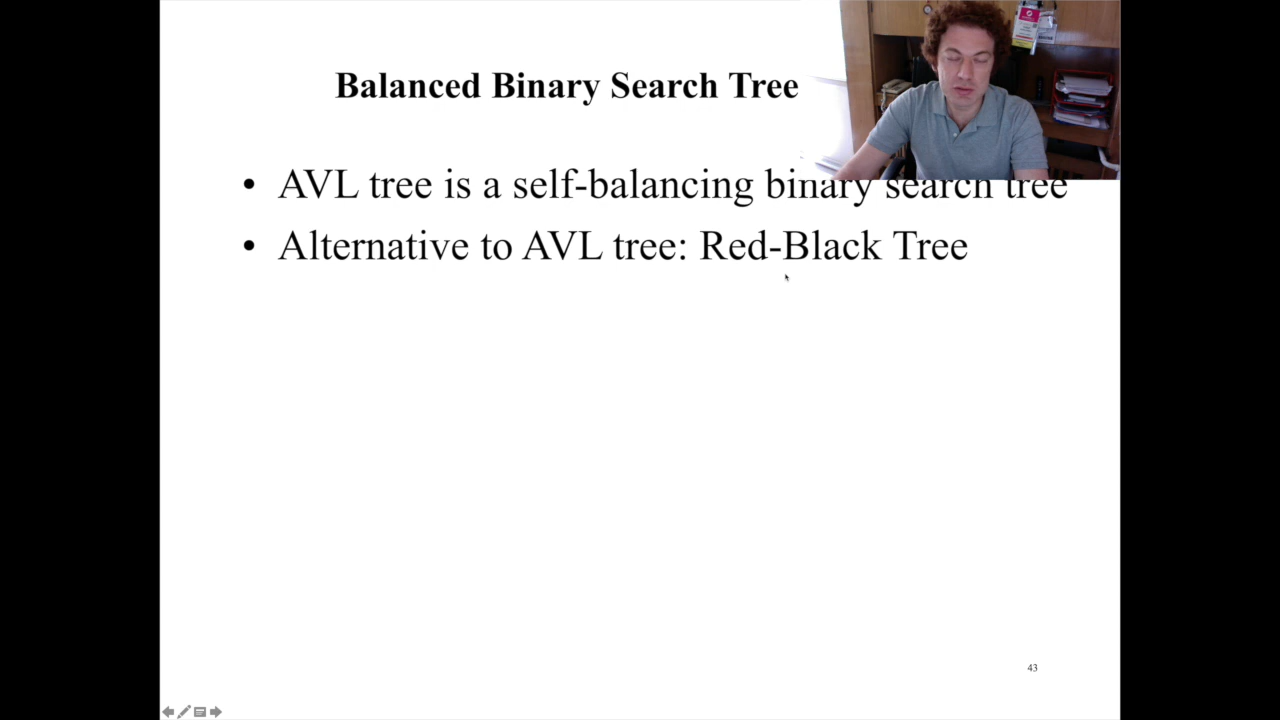 Balanced Binary Search Tree
• AVL tree is a self-balancing binary search tree
• Alternative to AVL tree: Red-Black Tree
43